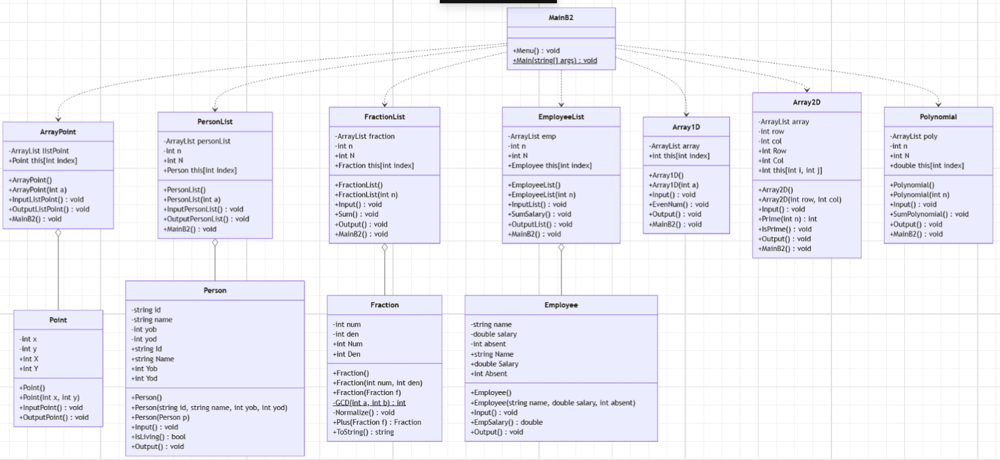 MainB2
+Menu() : void
+Main(string[] args) : void
ArrayPoint
-ArrayList listPoint
+Point this[int index]
+ArrayPoint()
+ArrayPoint(int a)
+InputListPoint() : void
+OutputListPoint() : void
+MainB2() : void
PersonList
-ArrayList personList
-int n
+int N
+Person this[int index]
+PersonList()
+PersonList(int a)
+InputPersonList() : void
+OutputPersonList() : void
+MainB2() : void
FractionList
-ArrayList fraction
-int n
+int N
+Fraction this[int index]
+FractionList()
+FractionList(int n)
+Input() : void
+Sum() : void
+Output() : void
+MainB2() : void
EmployeeList
-ArrayList emp
-int n
+int N
+Employee this[int index]
+EmployeeList()
+EmployeeList(int n)
+InputList() : void
+SumSalary() : void
+OutputList() : void
+MainB2() : void
Array1D
-ArrayList array
+int this[int index]
+Array1D()
+Array1D(int a)
+Input() : void
+EvenNum() : void
+Output() : void
+MainB2() : void
Array2D
-ArrayList array
-int row
-int col
+int Row
+int Col
+int this[int i, int j]
+Array2D()
+Array2D(int row, int col)
+Input() : void
+Prime(int n) : int
+IsPrime() : void
+Output() : void
+MainB2() : void
Polynomial
-ArrayList poly
-int n
+int N
+double this[int index]
+Polynomial()
+Polynomial(int n)
+Input() : void
+SumPolynomial() : void
+Output() : void
+MainB2() : void
Point
-int x
-int y
+int X
+int Y
+Point()
+Point(int x, int y)
+InputPoint() : void
+OutputPoint() : void
Person
-string id
-string name
-int yob
-int yod
+string Id
+string Name
+int Yob
+int Yod
+Person()
+Person(string id, string name, int yob, int yod)
+Person(Person p)
+Input() : void
+IsLiving() : bool
+Output() : void
Fraction
-int num
-int den
+int Num
+int Den
+Fraction()
+Fraction(int num, int den)
+Fraction(Fraction f)
-GCD(int a, int b) : int
-Normalize() : void
+Plus(Fraction f) : Fraction
+ToString() : string
Employee
-string name
-double salary
-int absent
+string Name
+double Salary
+int Absent
+Employee()
+Employee(string name, double salary, int absent)
+Input() : void
+EmpSalary() : double
+Output() : void